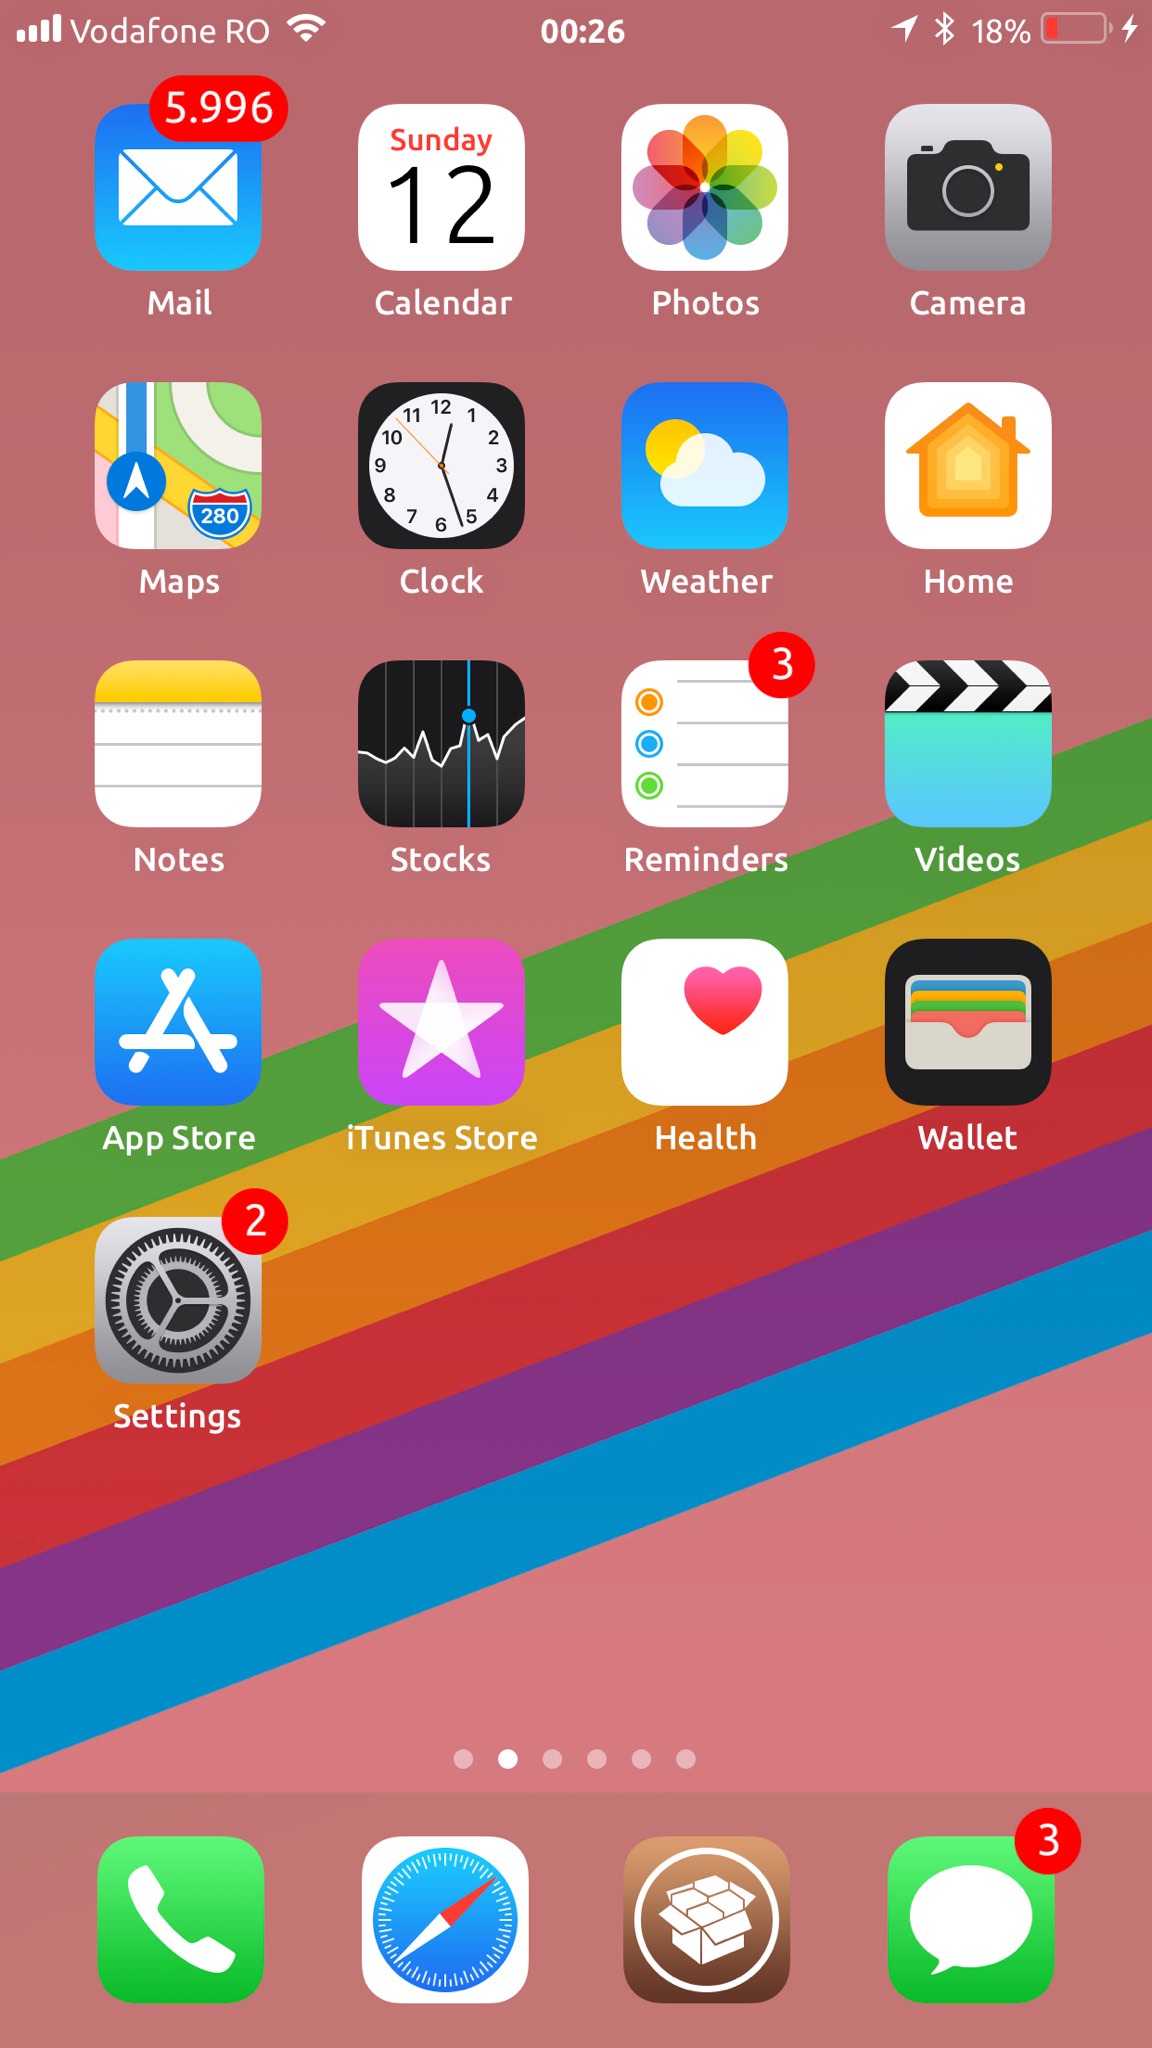 Vodafone RO 00:26 18%
5.996
Sunday
12
Mail Calendar Photos Camera
12
11 1
10 2
9 3
8 4
7 5
6
280
Maps Clock Weather Home
3
Notes Stocks Reminders Videos
App Store iTunes Store Health Wallet
2
Settings
3